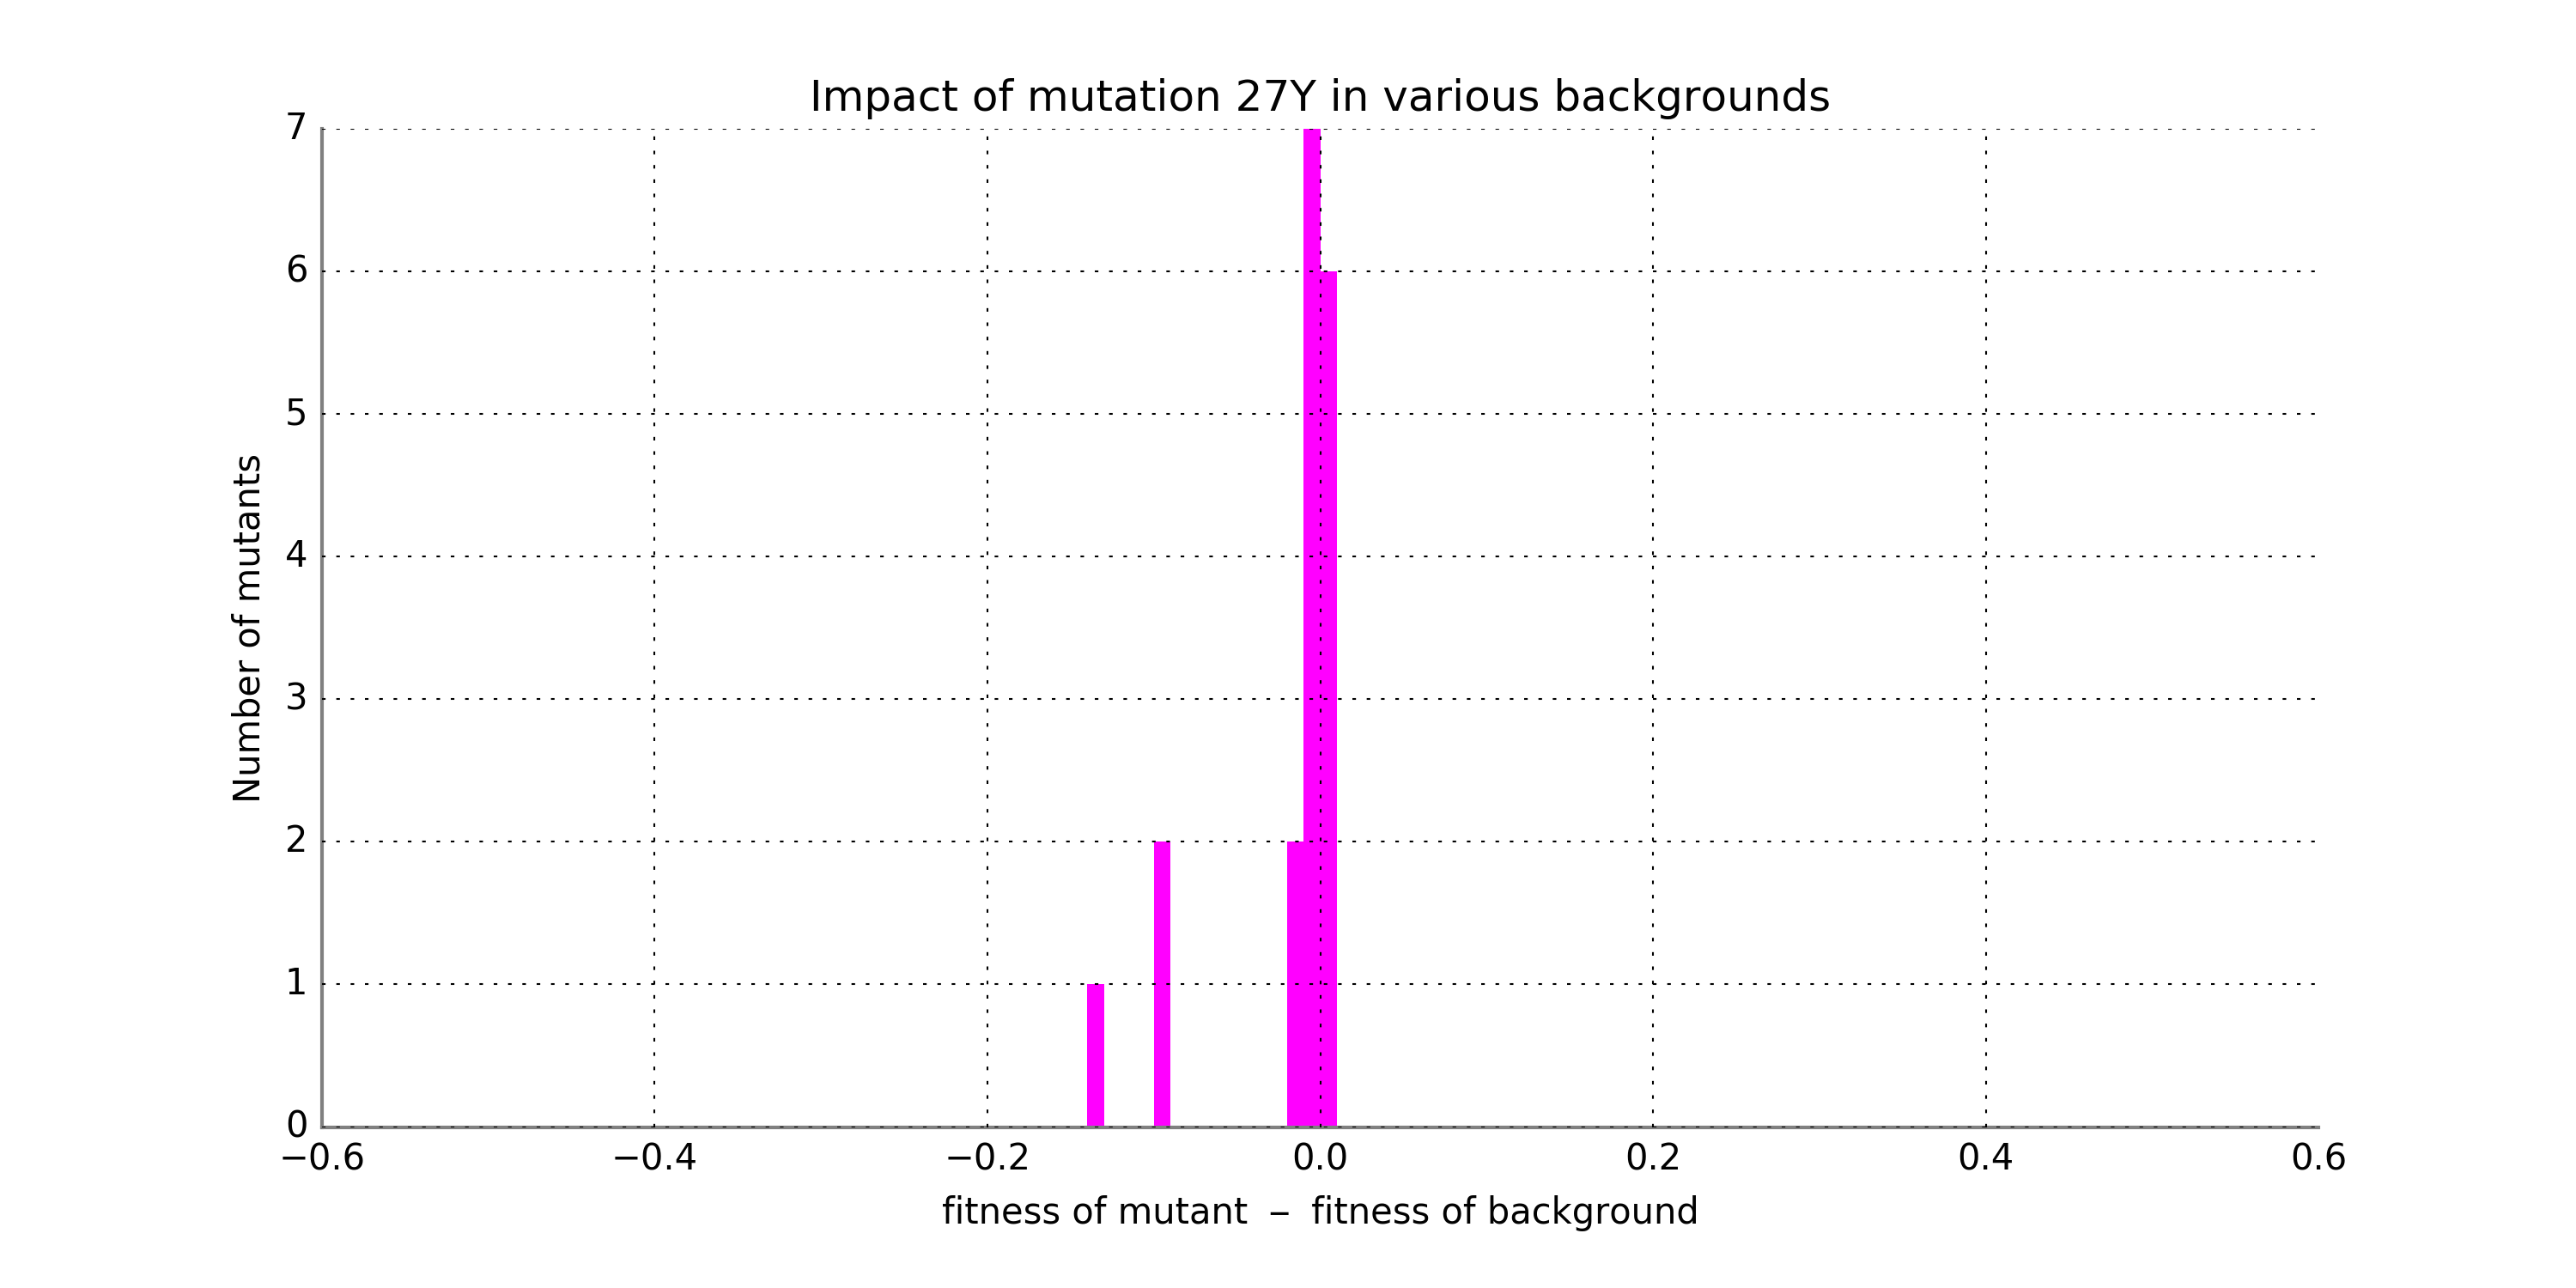 Impact of mutation 27Y in various backgrounds
7
6
5
4
3
2
1
0
Number of mutants
−0.6 −0.4 −0.2 0.0 0.2 0.4 0.6
fitness of mutant − fitness of background